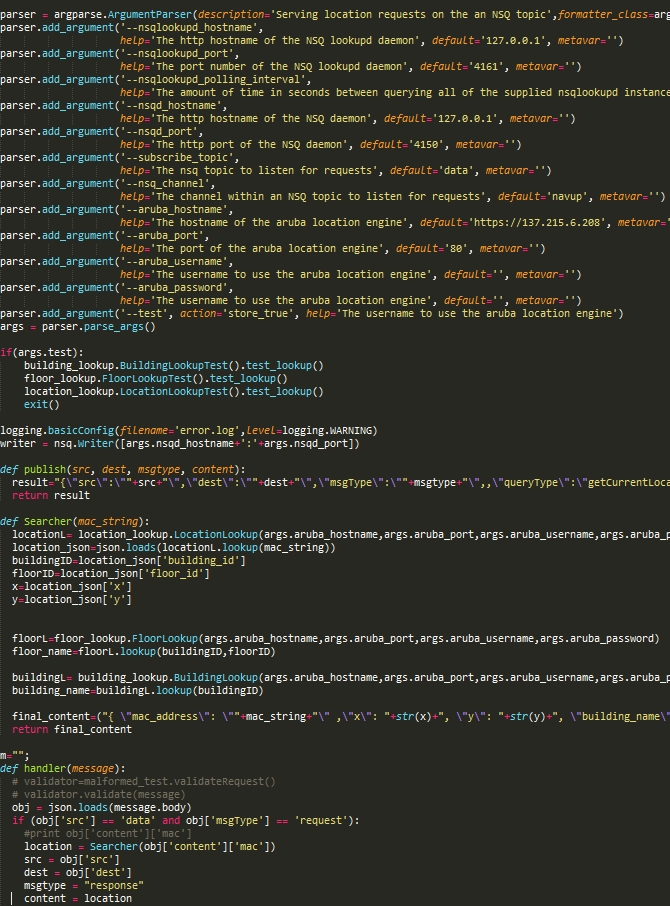 parser = argparse.ArgumentParser(description='Serving location requests on the an NSQ topic',formatter_class=arg
parser.add_argument('--nsqlookupd_hostname',
help='The http hostname of the NSQ lookup daemon', default='127.0.0.1', metavar='')
parser.add_argument('--nsqlookupd_port',
help='The port number of the NSQ lookup daemon', default='4161', metavar='')
parser.add_argument('--nsqlookupd_polling_interval',
help='The amount of time in seconds between querying all of the supplied nsqlookupd instance
parser.add_argument('--nsqd_hostname',
help='The http hostname of the NSQ daemon', default='127.0.0.1', metavar='')
parser.add_argument('--nsqd_port',
help='The http port of the NSQ daemon', default='4150', metavar='')
parser.add_argument('--subscribe_topic',
help='The nsq topic to listen for requests', default='data', metavar='')
parser.add_argument('--nsq_channel',
help='The channel within an NSQ topic to listen for requests', default='navup', metavar='')
parser.add_argument('--aruba_hostname',
help='The hostname of the aruba location engine', default='https://137.215.6.208', metavar='
parser.add_argument('--aruba_port',
help='The port of the aruba location engine', default='80', metavar='')
parser.add_argument('--aruba_username',
help='The username to use the aruba location engine', default='', metavar='')
parser.add_argument('--aruba_password',
help='The username to use the aruba location engine', default='', metavar='')
parser.add_argument('--test', action='store_true', help='The username to use the aruba location engine')
args = parser.parse_args()
if(args.test):
building_lookup.BuildingLookupTest().test_lookup()
floor_lookup.FloorLookupTest().test_lookup()
location_lookup.LocationLookupTest().test_lookup()
exit()
logging.basicConfig(filename='error.log',level=logging.WARNING)
writer = nsq.Writer([args.nsqd_hostname+':'+args.nsqd_port])
def publish(src, dest, msgtype, content):
result="{\"src\":\""+src+"\",\"dest\":\""+dest+"\",\"msgType\":\""+msgtype+"\",,\"queryType\":\"getCurrentLoca
return result
def Searcher(mac_string):
locationL= location_lookup.LocationLookup(args.aruba_hostname,args.aruba_port,args.aruba_username,args.aruba_p
location_json=json.loads(locationL.lookup(mac_string))
buildingID=location_json['building_id']
floorID=location_json['floor_id']
x=location_json['x']
y=location_json['y']
floorL=floor_lookup.FloorLookup(args.aruba_hostname,args.aruba_port,args.aruba_username,args.aruba_password)
floor_name=floorL.lookup(buildingID,floorID)
buildingL= building_lookup.BuildingLookup(args.aruba_hostname,args.aruba_port,args.aruba_username,args.aruba_p
building_name=buildingL.lookup(buildingID)
final_content=("{ \"mac_address\": \""+mac_string+"\" ,\"x\": "+str(x)+", \"y\": "+str(y)+", \"building_name\"
return final_content
m="";
def handler(message):
# validator=malformed_test.validateRequest()
# validator.validate(message)
obj = json.loads(message.body)
if (obj['src'] == 'data' and obj['msgType'] == 'request'):
#print obj['content']['mac']
location = Searcher(obj['content']['mac'])
src = obj['src']
dest = obj['dest']
msgtype = "response"
content = location